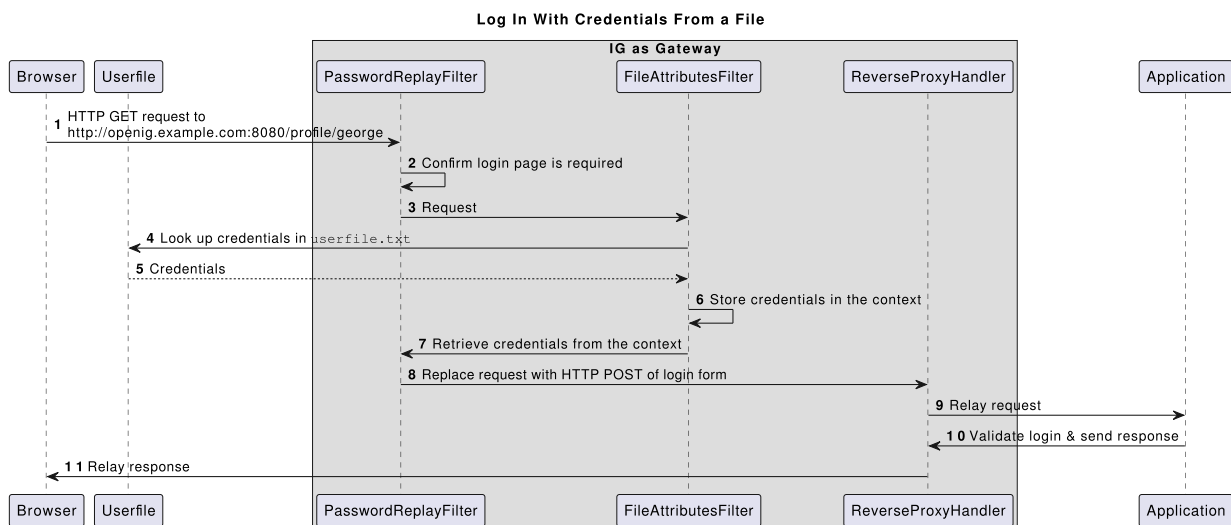 Log In With Credentials From a File
IG as Gateway
Browser
Userfile
PasswordReplayFilter
FileAttributesFilter
ReverseProxyHandler
Application
1 HTTP GET request to
http://openig.example.com:8080/profile/george
2 Confirm login page is required
3 Request
4 Look up credentials in userfile.txt
5 Credentials
6 Store credentials in the context
7 Retrieve credentials from the context
8 Replace request with HTTP POST of login form
9 Relay request
10 Validate login & send response
11 Relay response
Browser
Userfile
PasswordReplayFilter
FileAttributesFilter
ReverseProxyHandler
Application